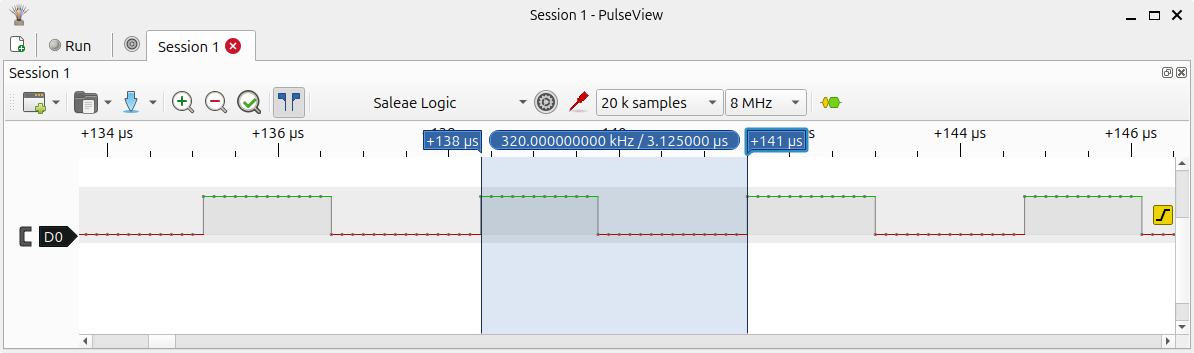 Session 1 - PulseView
Run
Session 1
Session 1
Saleae Logic
20 k samples
8 MHz
+134 µs +136 µs +144 µs +146 µs
+138 µs 320.000000000 kHz / 3.125000 µs +141 µs
D0